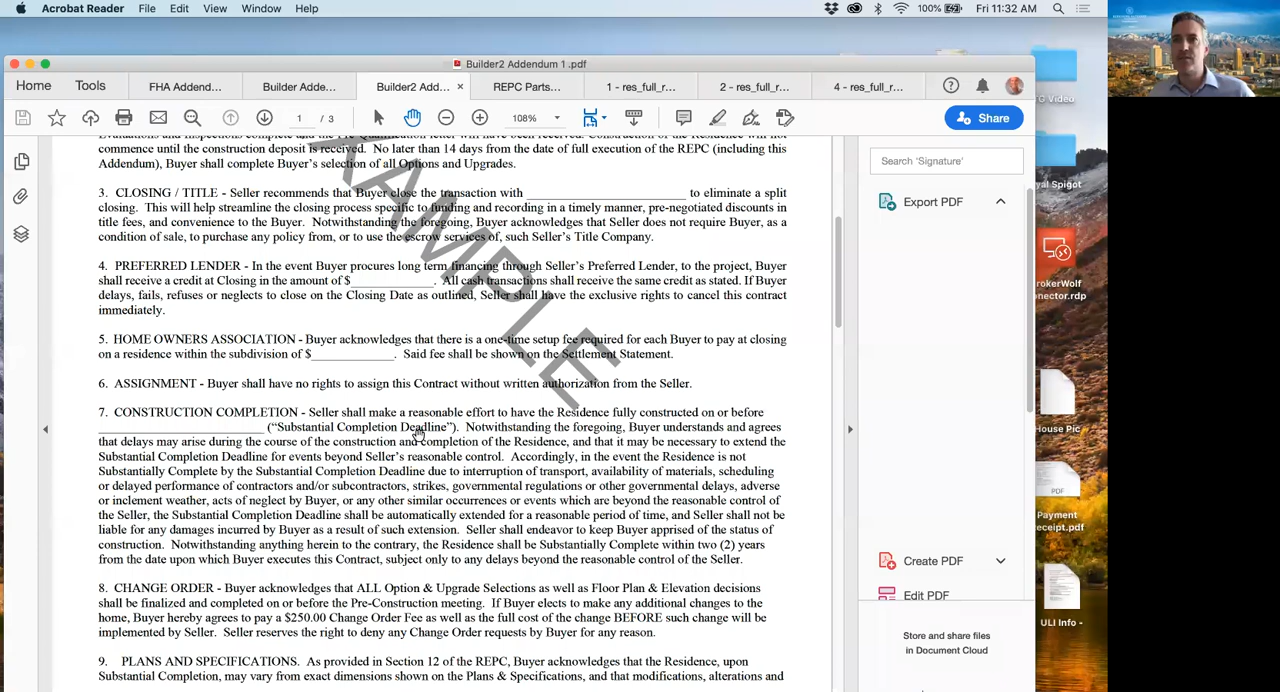 Acrobat Reader File Edit View Window Help 100% Fri 11:32 AM
Builder2 Addendum 1 .pdf
Home Tools FHA Addend... Builder Adde... Builder2 Add... × REPC Parts... 1 - res_full_r... 2 - res_full_r... 4 - res_full_r...
1 / 3 108% Share
Evaluations and Inspections
commence until the construction deposit is received. No later than 14 days from the date of full execution of the REPC (including this
Addendum), Buyer shall complete Buyer's selection of all Options and Upgrades.
3. CLOSING / TITLE - Seller recommends that Buyer close the transaction with ____________________ to eliminate a split
closing. This will help streamline the closing process specific to funding and recording in a timely manner, pre-negotiated discounts in
title fees, and convenience to the Buyer. Notwithstanding the foregoing, Buyer acknowledges that Seller does not require Buyer, as a
condition of sale, to purchase any policy from, or to use the escrow services of, such Seller's Title Company.
4. PREFERRED LENDER - In the event Buyer procures long term financing through Seller's Preferred Lender, to the project, Buyer
shall receive a credit at Closing in the amount of $______________. All cash transactions shall receive the same credit as stated. If Buyer
delays, fails, refuses or neglects to close on the Closing Date as outlined, Seller shall have the exclusive rights to cancel this contract
immediately.
5. HOME OWNERS ASSOCIATION - Buyer acknowledges that there is a one-time setup fee required for each Buyer to pay at closing
on a residence within the subdivision of $______________. Said fee shall be shown on the Settlement Statement.
6. ASSIGNMENT - Buyer shall have no rights to assign this Contract without written authorization from the Seller.
7. CONSTRUCTION COMPLETION - Seller shall make a reasonable effort to have the Residence fully constructed on or before
____________________________ ("Substantial Completion Deadline"). Notwithstanding the foregoing, Buyer understands and agrees
that delays may arise during the course of the construction and completion of the Residence, and that it may be necessary to extend the
Substantial Completion Deadline for events beyond Seller's reasonable control. Accordingly, in the event the Residence is not
Substantially Complete by the Substantial Completion Deadline due to interruption of transport, availability of materials, scheduling
or delayed performance of contractors and/or subcontractors, strikes, governmental regulations or other governmental delays, adverse
or inclement weather, acts of neglect by Buyer, or any similar occurrences or events which are beyond the reasonable control of
the Seller, the Substantial Completion Deadline shall be automatically extended for a reasonable period of time, and Seller shall not be
liable for any damages incurred by Buyer as a result of such extension. Seller shall endeavor to keep Buyer apprised of the status of
construction. Notwithstanding anything herein to the contrary, the Residence shall be Substantially Complete within two (2) years
from the date upon which Buyer executes this Contract, subject only to any delays beyond the reasonable control of the Seller.
8. CHANGE ORDER - Buyer acknowledges that all Options presented by the Seller's Sales Rep as well as Floorplan & Elevation decisions
shall be finalized and completed on or before the Pre Construction meeting. If Buyer elects to make any additional changes to the
home, Buyer hereby agrees to pay a $250.00 Change Order Fee as well as the full cost of the change BEFORE such change will be
implemented by Seller. Seller reserves the right to deny any Change Order requests by Buyer for any reason.
9. PLANS AND SPECIFICATIONS. As provided in Section 12 of the REPC, Buyer acknowledges that the Residence, upon
Substantial Completion, may vary from exact dimensions shown on the Plans & Specifications, and that modifications, alterations and
Search 'Signature'
Export PDF
Create PDF
Edit PDF
Store and share files
in Document Cloud
Video
yal Spigot
rokerWolf
onector.rdp
House Pic
PDF
Payment
eceipt.pdf
ULI Info -